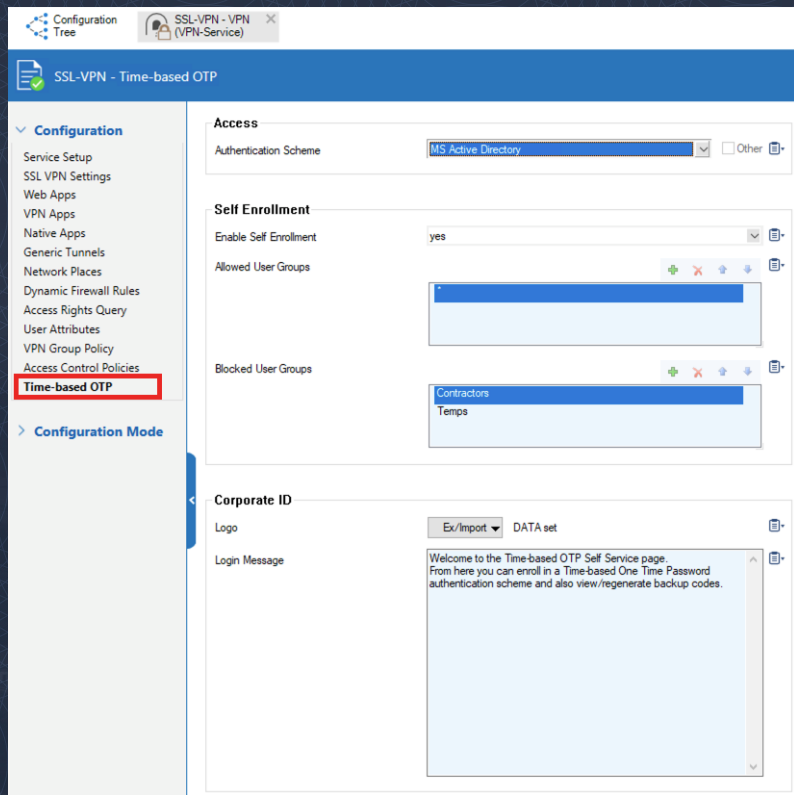 Configuration
Tree
SSL-VPN - VPN
(VPN-Service)
SSL-VPN - Time-based OTP
Configuration
Service Setup
SSL VPN Settings
Web Apps
VPN Apps
Native Apps
Generic Tunnels
Network Places
Dynamic Firewall Rules
Access Rights Query
User Attributes
VPN Group Policy
Access Control Policies
Time-based OTP
Configuration Mode
Access
Authentication Scheme
MS Active Directory
Other
Self Enrollment
Enable Self Enrollment
yes
Allowed User Groups
*
Blocked User Groups
Contractors
Temps
Corporate ID
Logo
Ex/Import
DATA set
Login Message
Welcome to the Time-based OTP Self Service page.
From here you can enroll in a Time-based One Time Password
authentication scheme and also view/regenerate backup codes.